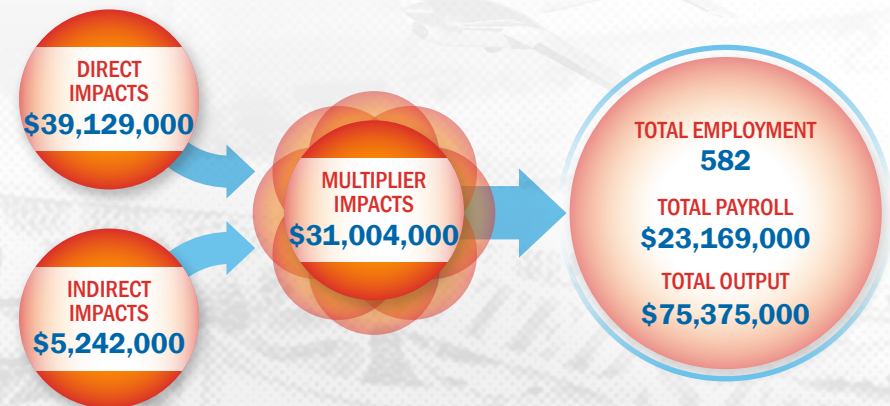 DIRECT
IMPACTS
$39,129,000
INDIRECT
IMPACTS
$5,242,000
MULTIPLIER
IMPACTS
$31,004,000
TOTAL EMPLOYMENT
582
TOTAL PAYROLL
$23,169,000
TOTAL OUTPUT
$75,375,000